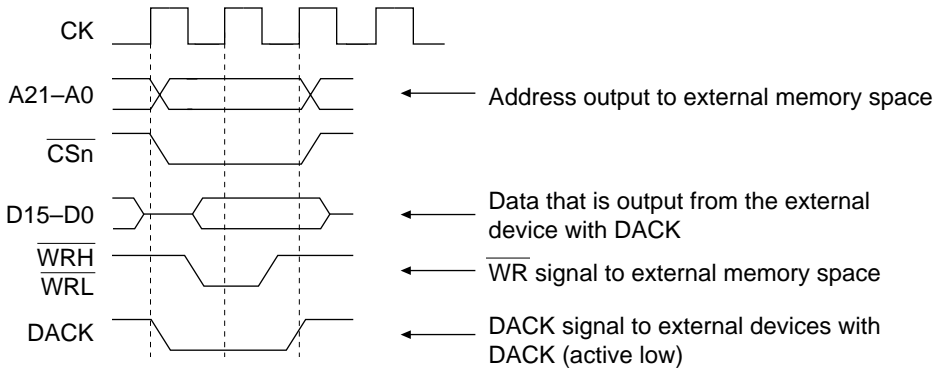 CK
A21–A0
Address output to external memory space
CSn
D15–D0
Data that is output from the external
device with DACK
WRH
WRL
WR signal to external memory space
DACK
DACK signal to external devices with
DACK (active low)